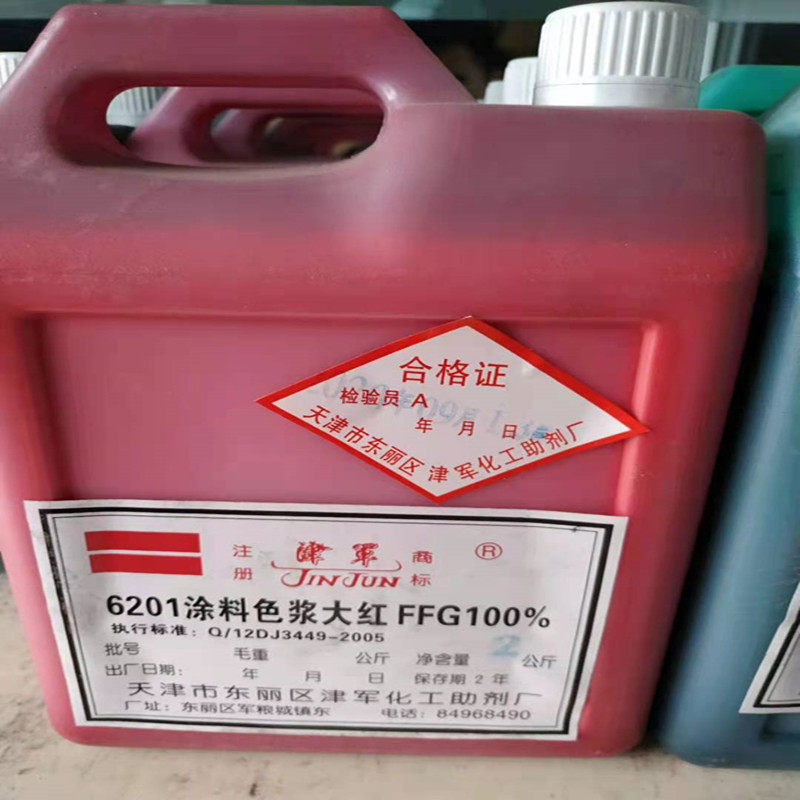 合格证
检验员 A
年 月 日
天津市东丽区津军化工助剂厂
注册 津军 商标 ®
JINJUN
6201涂料色浆大红 FFG100%
执行标准：Q/12DJ3449-2005
批号 毛重 公斤 净含量 2 公斤
出厂日期： 年 月 日 保存期 2 年
天津市东丽区津军化工助剂厂
厂址：东丽区军粮城镇东 电话：84968490